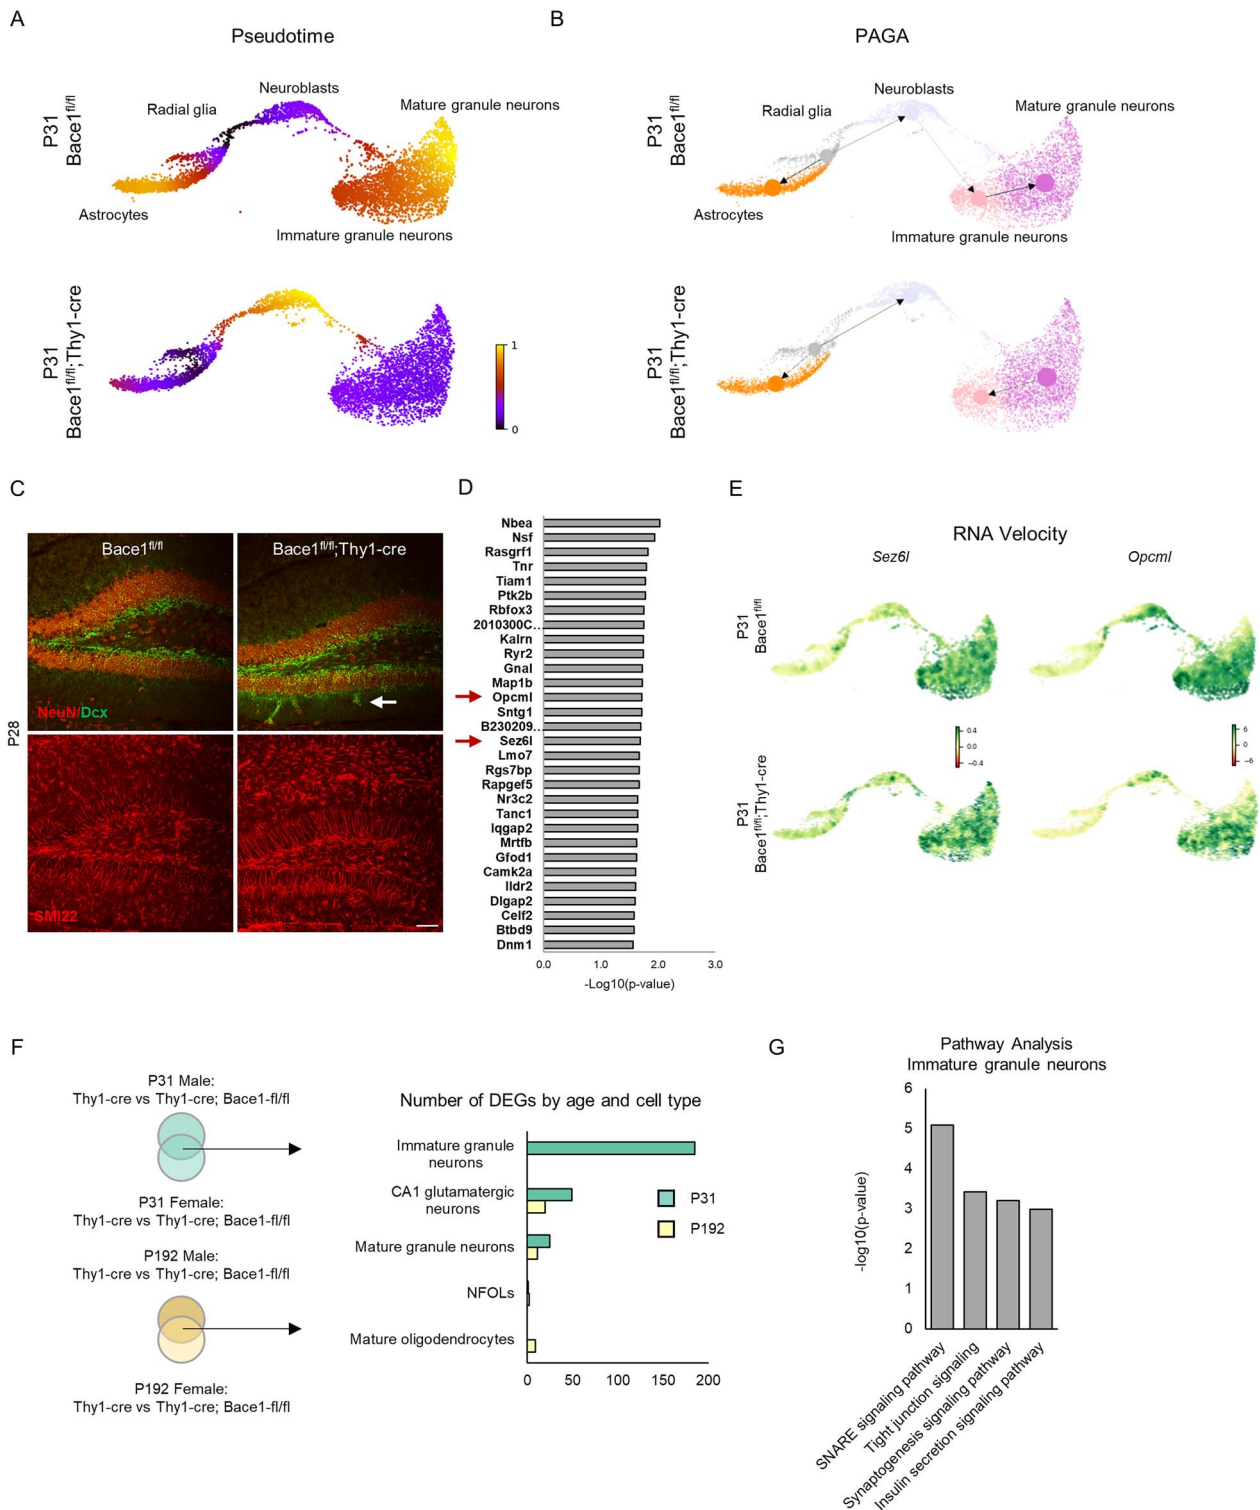 A
Pseudotime
P31
Bace1fl/fl
Radial glia
Neuroblasts
Mature granule neurons
Astrocytes
Immature granule neurons
P31
Bace1fl/fl;Thy1-cre
1
0
B
PAGA
P31
Bace1fl/fl
Radial glia
Neuroblasts
Mature granule neurons
Astrocytes
Immature granule neurons
P31
Bace1fl/fl;Thy1-cre
C
Bace1fl/fl
Bace1fl/fl;Thy1-cre
NeuN/Dcx
P28
SMI22
D
Nbea
Nsf
Rasgrf1
Tnr
Tiam1
Ptk2b
Rbfox3
2010300C…
Kalrn
Ryr2
Gnal
Map1b
Opcml
Sntg1
B230209…
Sez6l
Lmo7
Rgs7bp
Rapgef5
Nr3c2
Tanc1
Iqgap2
Mrtfb
Gfod1
Camk2a
Ildr2
Dlgap2
Celf2
Btbd9
Dnm1
0.0 1.0 2.0 3.0
-Log10(p-value)
E
RNA Velocity
Sez6l
Opcml
P31
Bace1fl/fl
0.4
0.0
−0.4
6
0
−6
P31
Bace1fl/fl;Thy1-cre
F
P31 Male:
Thy1-cre vs Thy1-cre; Bace1-fl/fl
P31 Female:
Thy1-cre vs Thy1-cre; Bace1-fl/fl
P192 Male:
Thy1-cre vs Thy1-cre; Bace1-fl/fl
P192 Female:
Thy1-cre vs Thy1-cre; Bace1-fl/fl
Number of DEGs by age and cell type
Immature granule
neurons
CA1 glutamatergic
neurons
Mature granule neurons
NFOLs
Mature oligodendrocytes
P31
P192
0 50 100 150 200
G
Pathway Analysis
Immature granule neurons
6
5
4
3
2
1
0
-log10(p-value)
SNARE signaling pathway
Tight junction signaling
Synaptogenesis signaling pathway
Insulin secretion signaling pathway